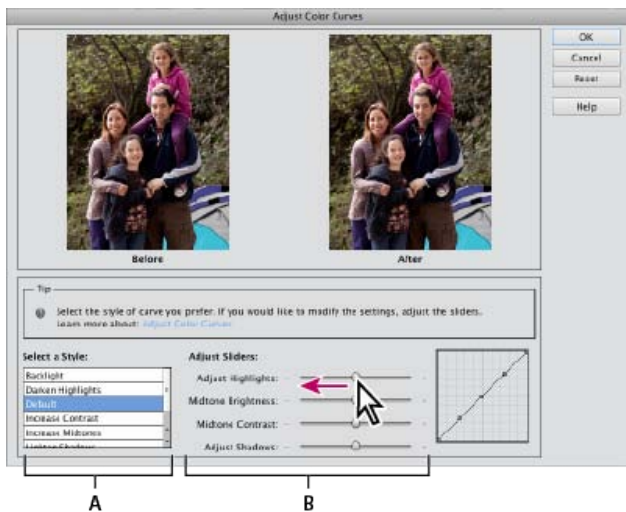 Adjust Color Curves
OK
Cancel
Reset
Help
Before
After
Tip
Select the style of curve you prefer. If you would like to modify the settings, adjust the sliders.
Learn more about: Adjust Color Curves
Select a Style:
Backlight
Darken Highlights
Default
Increase Contrast
Increase Midtones
Lighten Shadows
Adjust Sliders:
Adjust Highlights:
Midtone Brightness:
Midtone Contrast:
Adjust Shadows:
A
B